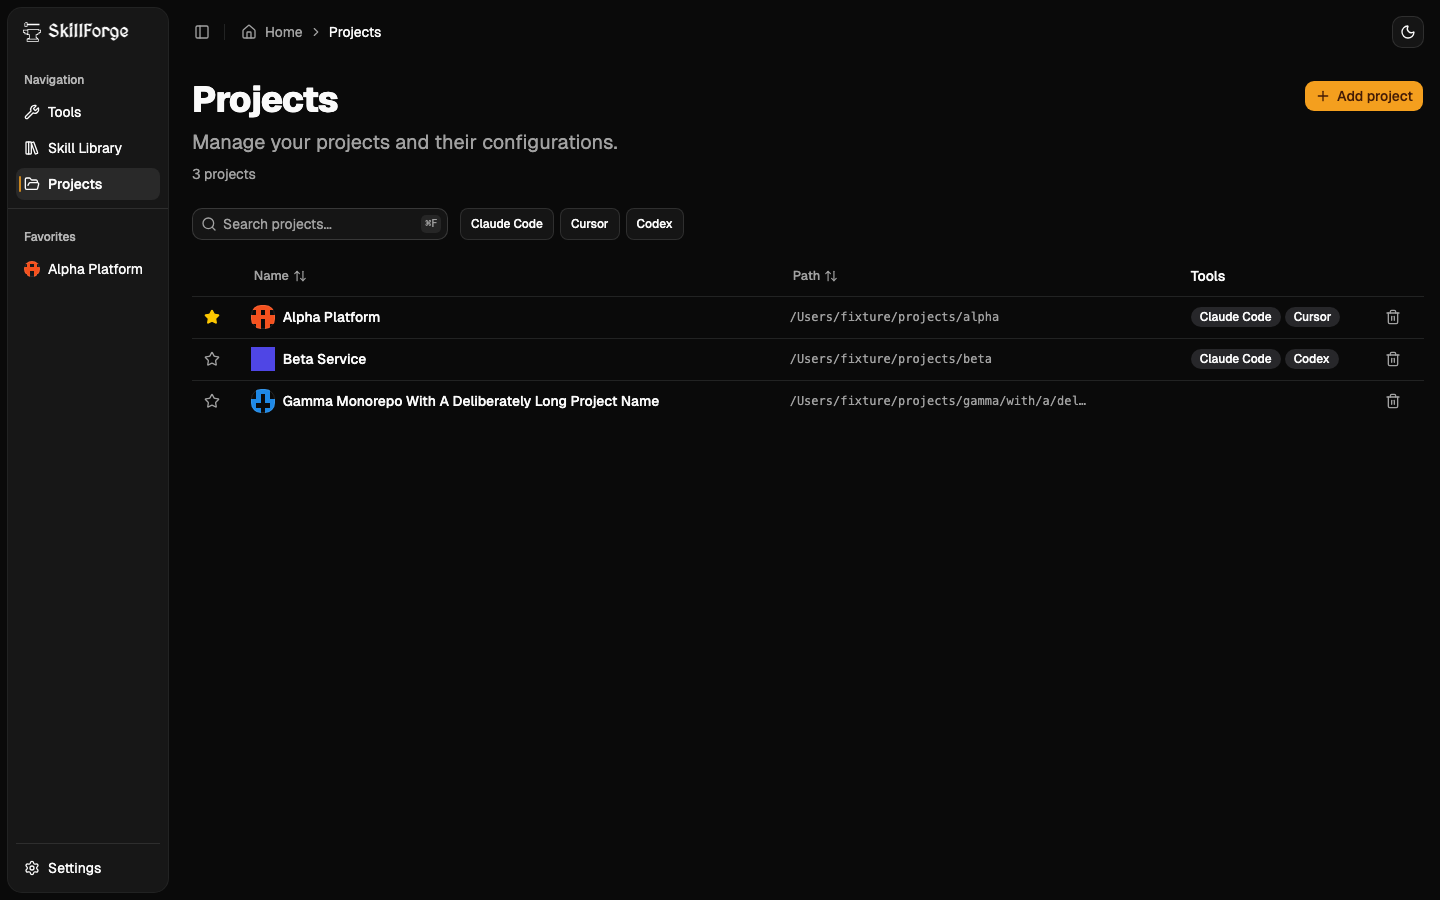 SkillForge
Navigation
Tools
Skill Library
Projects
Favorites
Alpha Platform
Settings
Home > Projects
Projects
Add project
Manage your projects and their configurations.
3 projects
Search projects... ⌘F Claude Code Cursor Codex
Name Path Tools
Alpha Platform /Users/fixture/projects/alpha Claude Code Cursor
Beta Service /Users/fixture/projects/beta Claude Code Codex
Gamma Monorepo With A Deliberately Long Project Name /Users/fixture/projects/gamma/with/a/del…